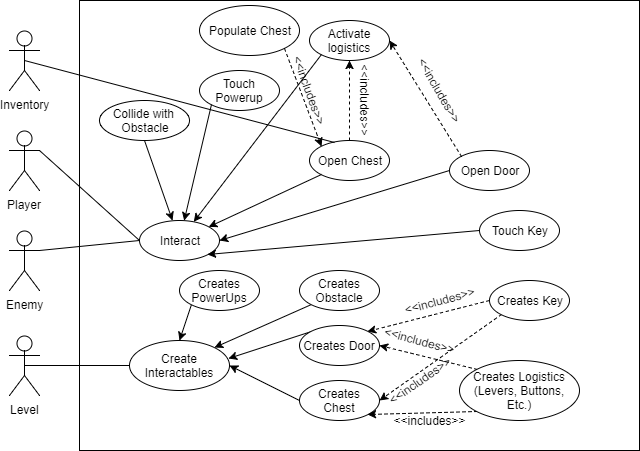 Populate Chest
Activate
logistics
<<includes>>
<<includes>>
<<includes>>
Touch
Powerup
Inventory
Collide with
Obstacle
Open Chest
Open Door
Player
Interact
Touch Key
Enemy
Creates
PowerUps
Creates
Obstacle
<<includes>>
Creates Key
Creates Door
<<includes>>
Create
Interactables
<<includes>>
Creates Logistics
(Levers, Buttons,
Etc.)
Creates
Chest
<<includes>>
Level